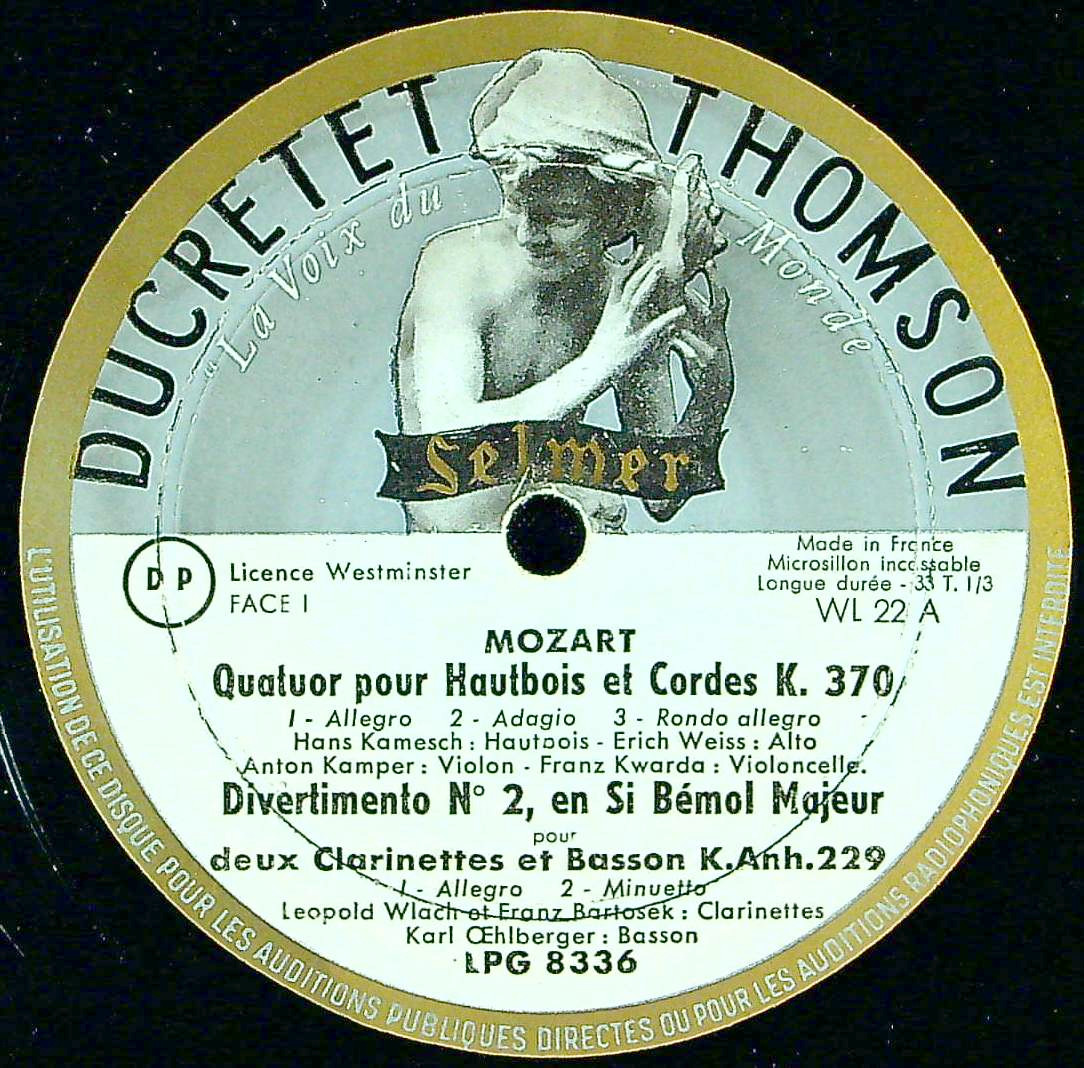 DUCRETET THOMSON
"La Voix du Monde"
Selmer
DP
Licence Westminster
FACE I
Made in France
Microsillon incassable
Longue durée - 33 T. 1/3
WL 22 A
MOZART
Quatuor pour Hautbois et Cordes K. 370
1 - Allegro 2 - Adagio 3 - Rondo allegro
Hans Kamesch : Hautbois - Erich Weiss : Alto
Anton Kamper : Violon - Franz Kwarda : Violoncelle.
Divertimento N° 2, en Si Bémol Majeur
pour
deux Clarinettes et Basson K.Anh.229
1 - Allegro 2 - Minuetto
Leopold Wlach et Franz Bartosek : Clarinettes
Karl Œhlberger : Basson
LPG 8336
L'UTILISATION DE CE DISQUE POUR LES AUDITIONS PUBLIQUES DIRECTES OU POUR LES AUDITIONS RADIOPHONIQUES EST INTERDITE